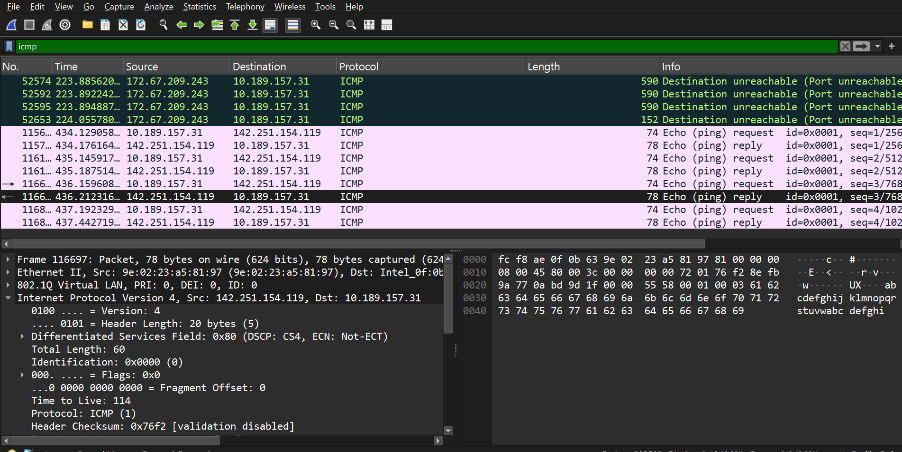 File Edit View Go Capture Analyze Statistics Telephony Wireless Tools Help
icmp
No. Time Source Destination Protocol Length Info
52574 223.885620… 172.67.209.243 10.189.157.31 ICMP 590 Destination unreachable (Port unreachable
52592 223.892242… 172.67.209.243 10.189.157.31 ICMP 590 Destination unreachable (Port unreachable
52595 223.894887… 172.67.209.243 10.189.157.31 ICMP 590 Destination unreachable (Port unreachable
52653 224.055780… 172.67.209.243 10.189.157.31 ICMP 152 Destination unreachable (Port unreachable
1156… 434.129058… 10.189.157.31 142.251.154.119 ICMP 74 Echo (ping) request id=0x0001, seq=1/256
1157… 434.176164… 142.251.154.119 10.189.157.31 ICMP 78 Echo (ping) reply id=0x0001, seq=1/256
1161… 435.145917… 10.189.157.31 142.251.154.119 ICMP 74 Echo (ping) request id=0x0001, seq=2/512
1161… 435.187514… 142.251.154.119 10.189.157.31 ICMP 78 Echo (ping) reply id=0x0001, seq=2/512
1166… 436.159608… 10.189.157.31 142.251.154.119 ICMP 74 Echo (ping) request id=0x0001, seq=3/768
1166… 436.212316… 142.251.154.119 10.189.157.31 ICMP 78 Echo (ping) reply id=0x0001, seq=3/768
1168… 437.192329… 10.189.157.31 142.251.154.119 ICMP 74 Echo (ping) request id=0x0001, seq=4/102
1168… 437.442719… 142.251.154.119 10.189.157.31 ICMP 78 Echo (ping) reply id=0x0001, seq=4/102
Frame 116697: Packet, 78 bytes on wire (624 bits), 78 bytes captured (624
Ethernet II, Src: 9e:02:23:a5:81:97 (9e:02:23:a5:81:97), Dst: Intel_0f:0b
802.1Q Virtual LAN, PRI: 0, DEI: 0, ID: 0
Internet Protocol Version 4, Src: 142.251.154.119, Dst: 10.189.157.31
0100 .... = Version: 4
.... 0101 = Header Length: 20 bytes (5)
Differentiated Services Field: 0x80 (DSCP: CS4, ECN: Not-ECT)
Total Length: 60
Identification: 0x0000 (0)
000. .... = Flags: 0x0
...0 0000 0000 0000 = Fragment Offset: 0
Time to Live: 114
Protocol: ICMP (1)
Header Checksum: 0x76f2 [validation disabled]
0000 fc f8 ae 0f 0b 63 9e 02 23 a5 81 97 81 00 00 00 ·····c·· #·······
0010 08 00 45 80 00 3c 00 00 00 00 72 01 76 f2 8e fb ··E··<·· ··r·v···
0020 9a 77 0a bd 9d 1f 00 00 55 58 00 01 00 03 61 62 ·w······ UX····ab
0030 63 64 65 66 67 68 69 6a 6b 6c 6d 6e 6f 70 71 72 cdefghij klmnopqr
0040 73 74 75 76 77 61 62 63 64 65 66 67 68 69 stuvwabc defghi